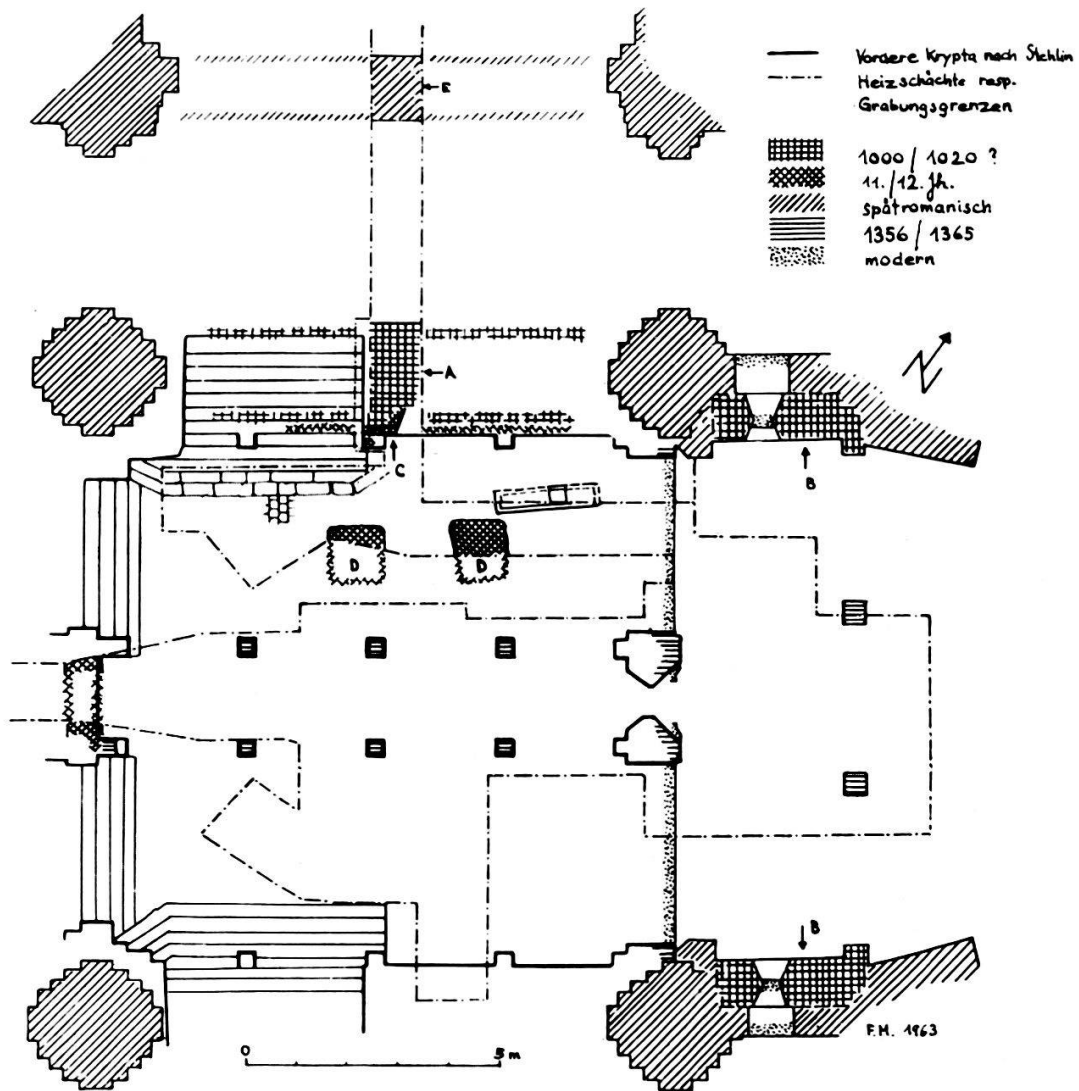 Vordere Krypta nach Stehlin
Heizschächte resp.
Grabungsgrenzen
1000 / 1020 ?
11./12. Jh.
spätromanisch
1356 / 1365
modern
E
A
C
B
D D
B
F.M. 1963
0 5 m